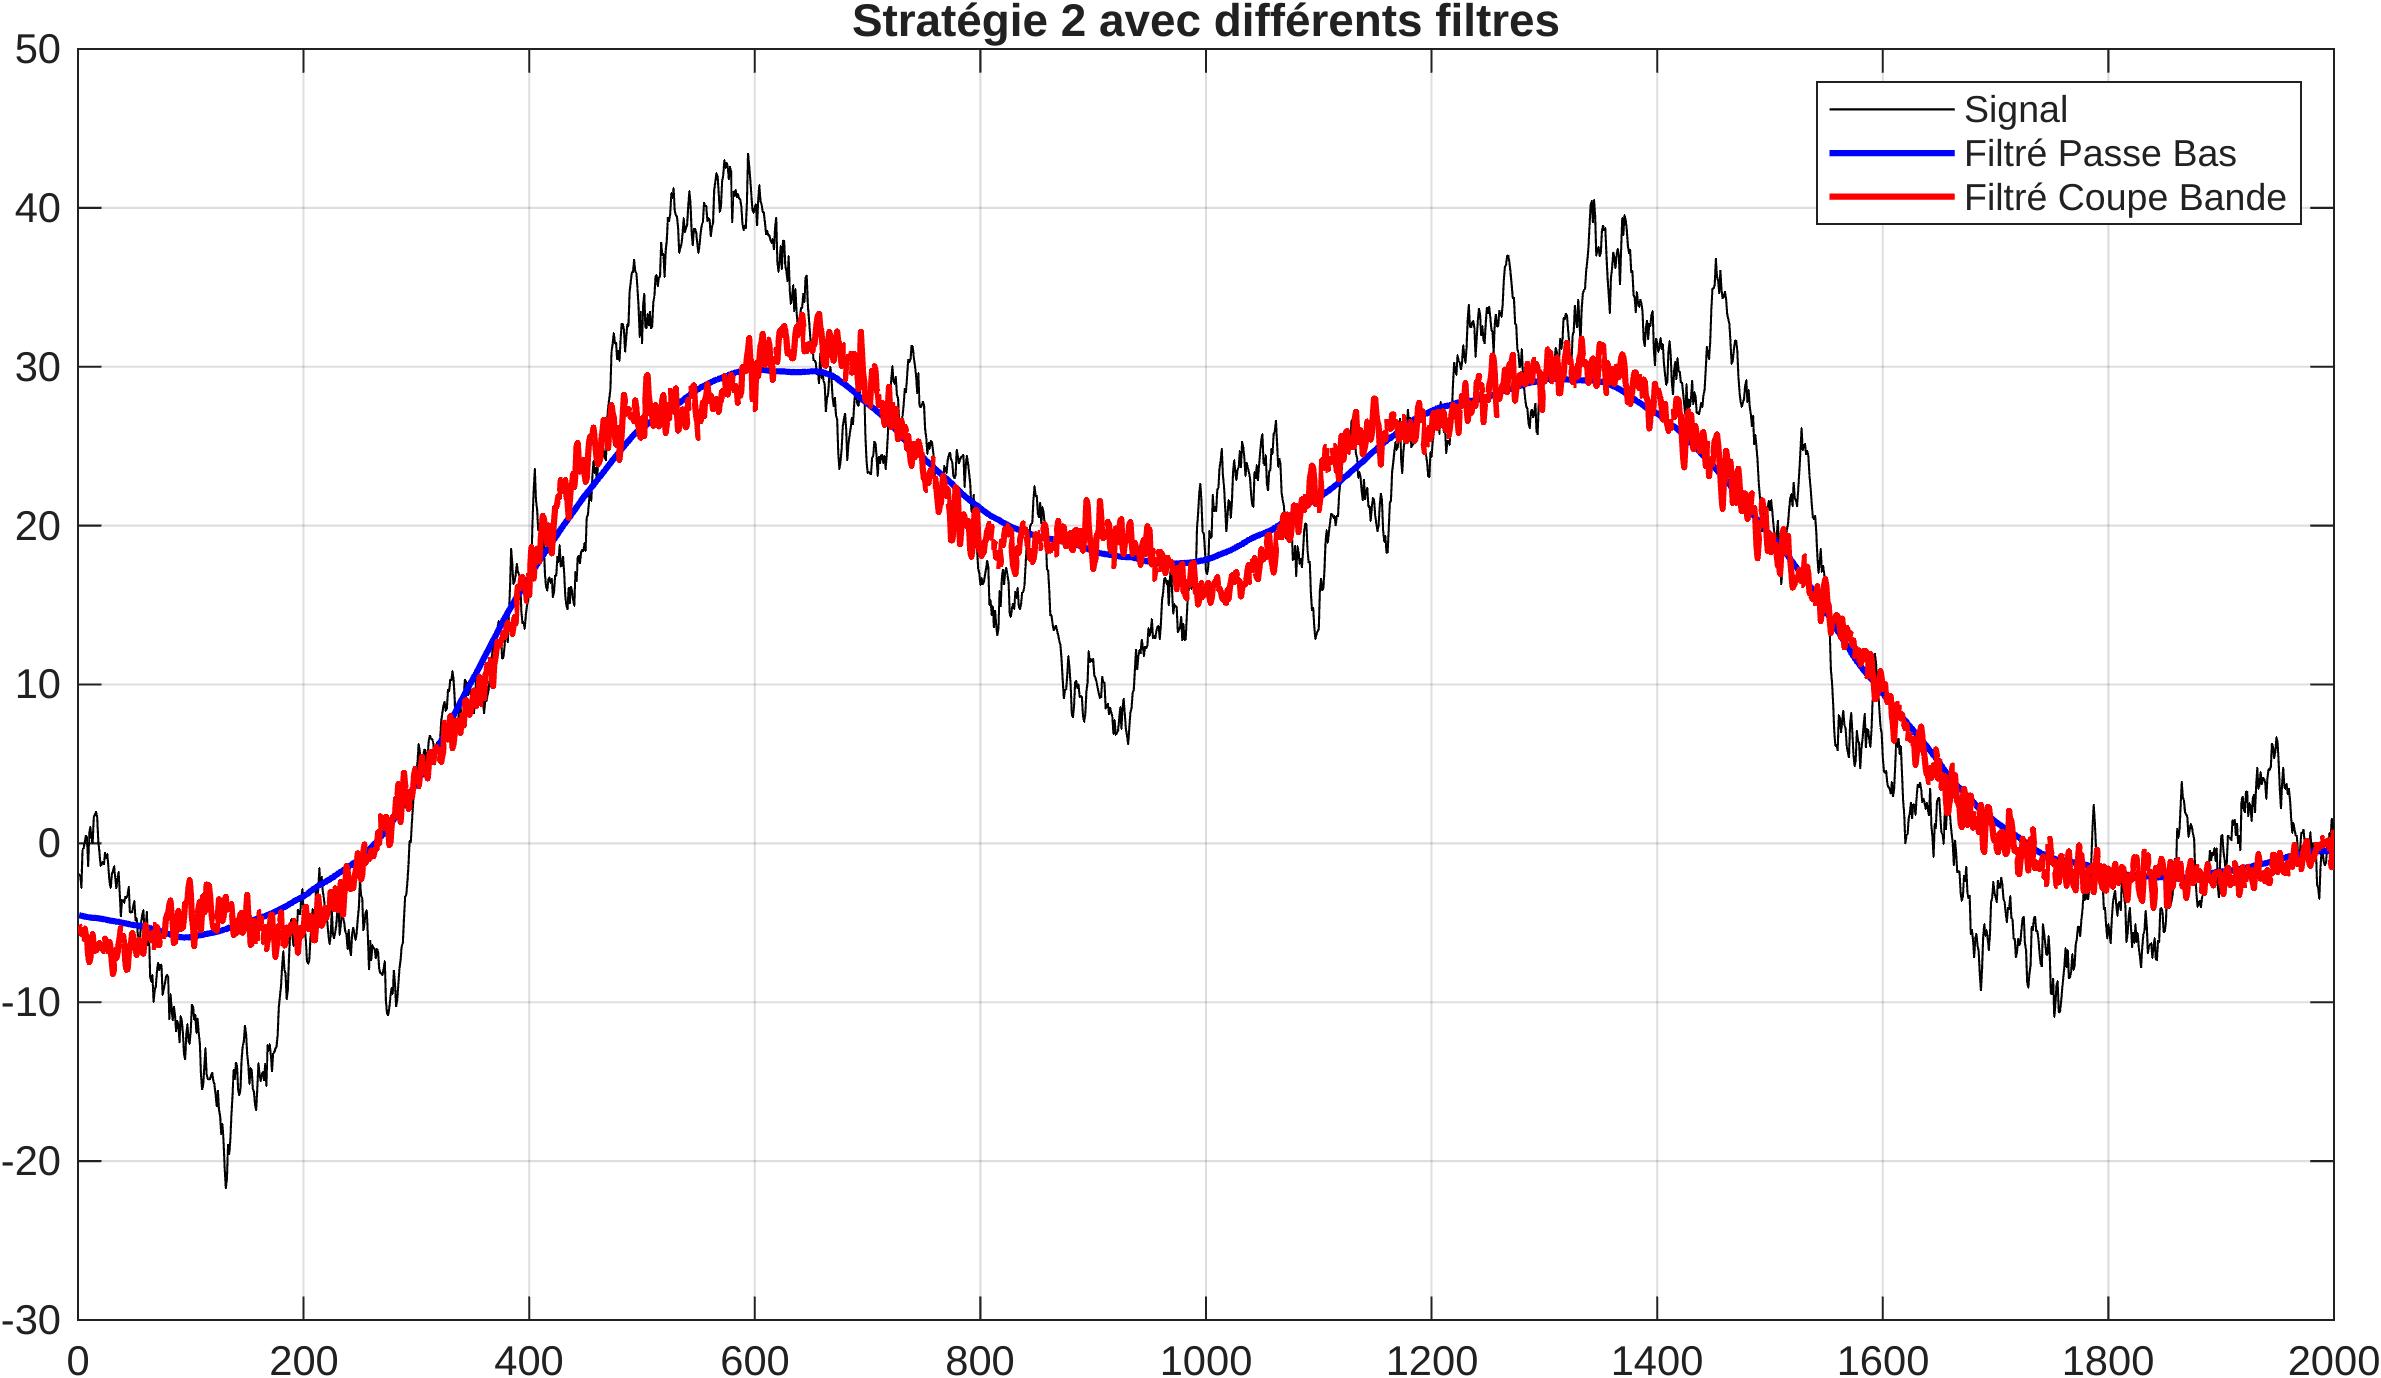 Stratégie 2 avec différents filtres
50
40
30
20
10
0
-10
-20
-30
Signal
Filtré Passe Bas
Filtré Coupe Bande
0 200 400 600 800 1000 1200 1400 1600 1800 2000